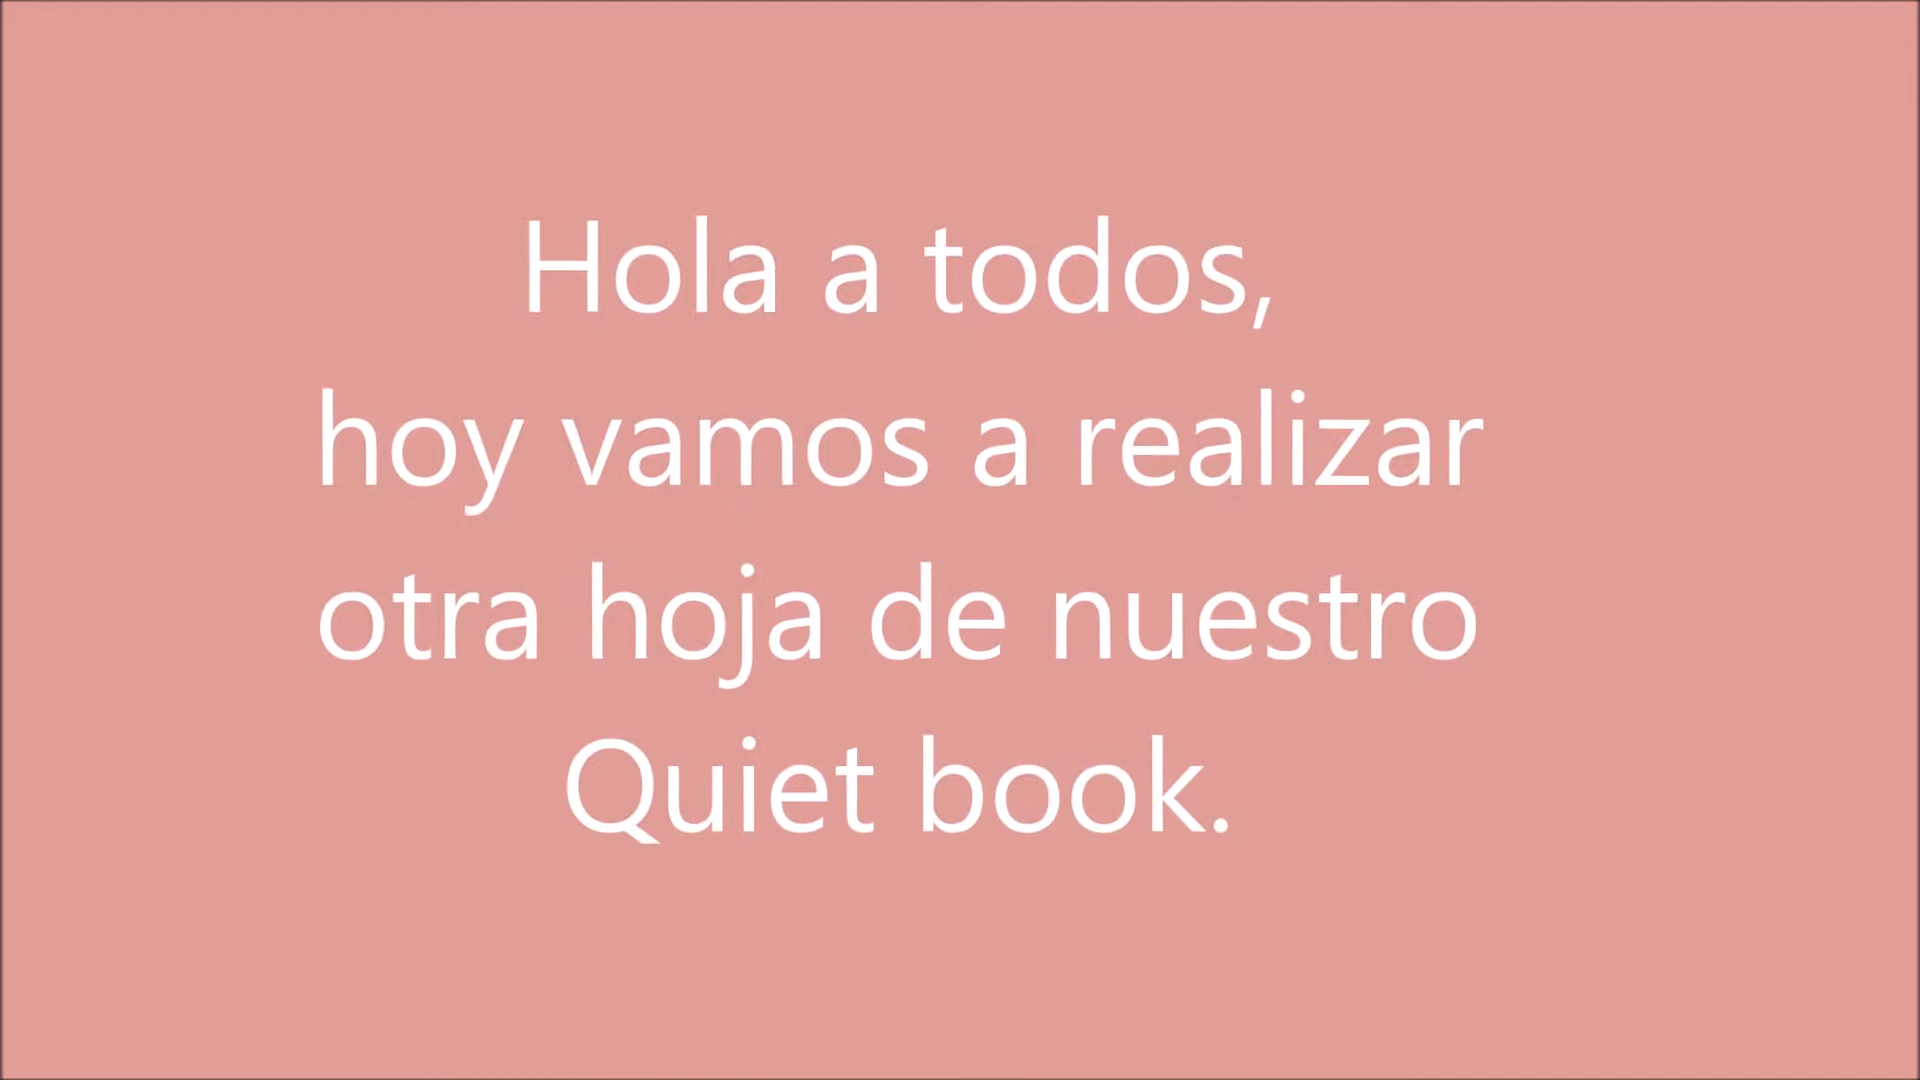 Hola a todos,
hoy vamos a realizar
otra hoja de nuestro
Quiet book.